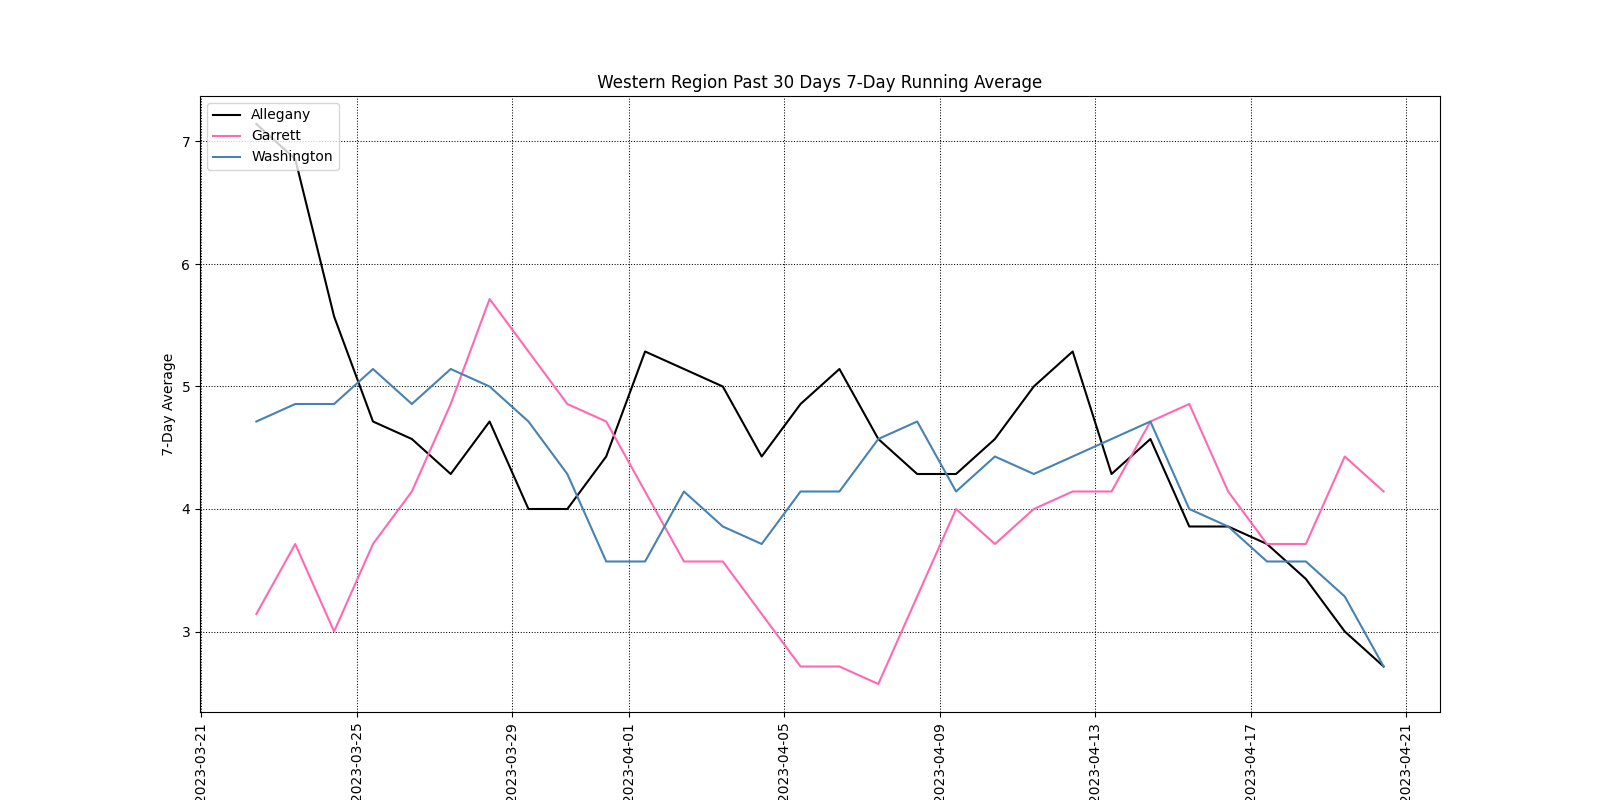 Western Region Past 30 Days 7-Day Running Average
Allegany
Garrett
Washington
7
6
5
4
3
7-Day Average
2023-03-21
2023-03-25
2023-03-29
2023-04-01
2023-04-05
2023-04-09
2023-04-13
2023-04-17
2023-04-21